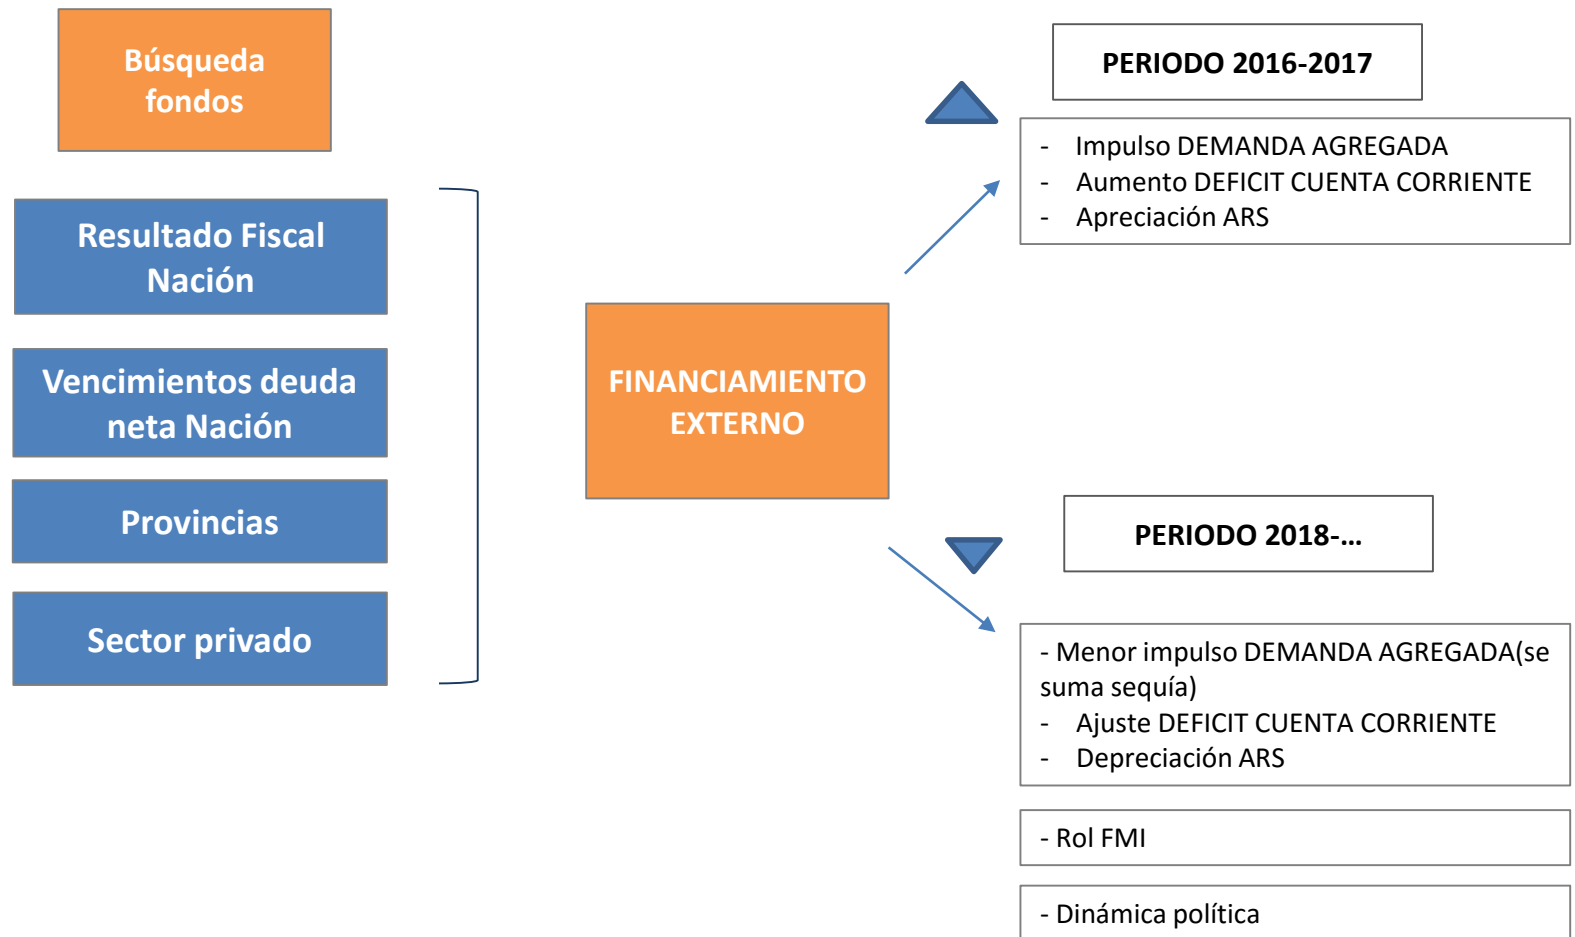 Búsqueda
fondos
Resultado Fiscal
Nación
Vencimientos deuda
neta Nación
Provincias
Sector privado
FINANCIAMIENTO
EXTERNO
PERIODO 2016-2017
- Impulso DEMANDA AGREGADA
- Aumento DEFICIT CUENTA CORRIENTE
- Apreciación ARS
PERIODO 2018-...
- Menor impulso DEMANDA AGREGADA(se
suma sequía)
- Ajuste DEFICIT CUENTA CORRIENTE
- Depreciación ARS
- Rol FMI
- Dinámica política